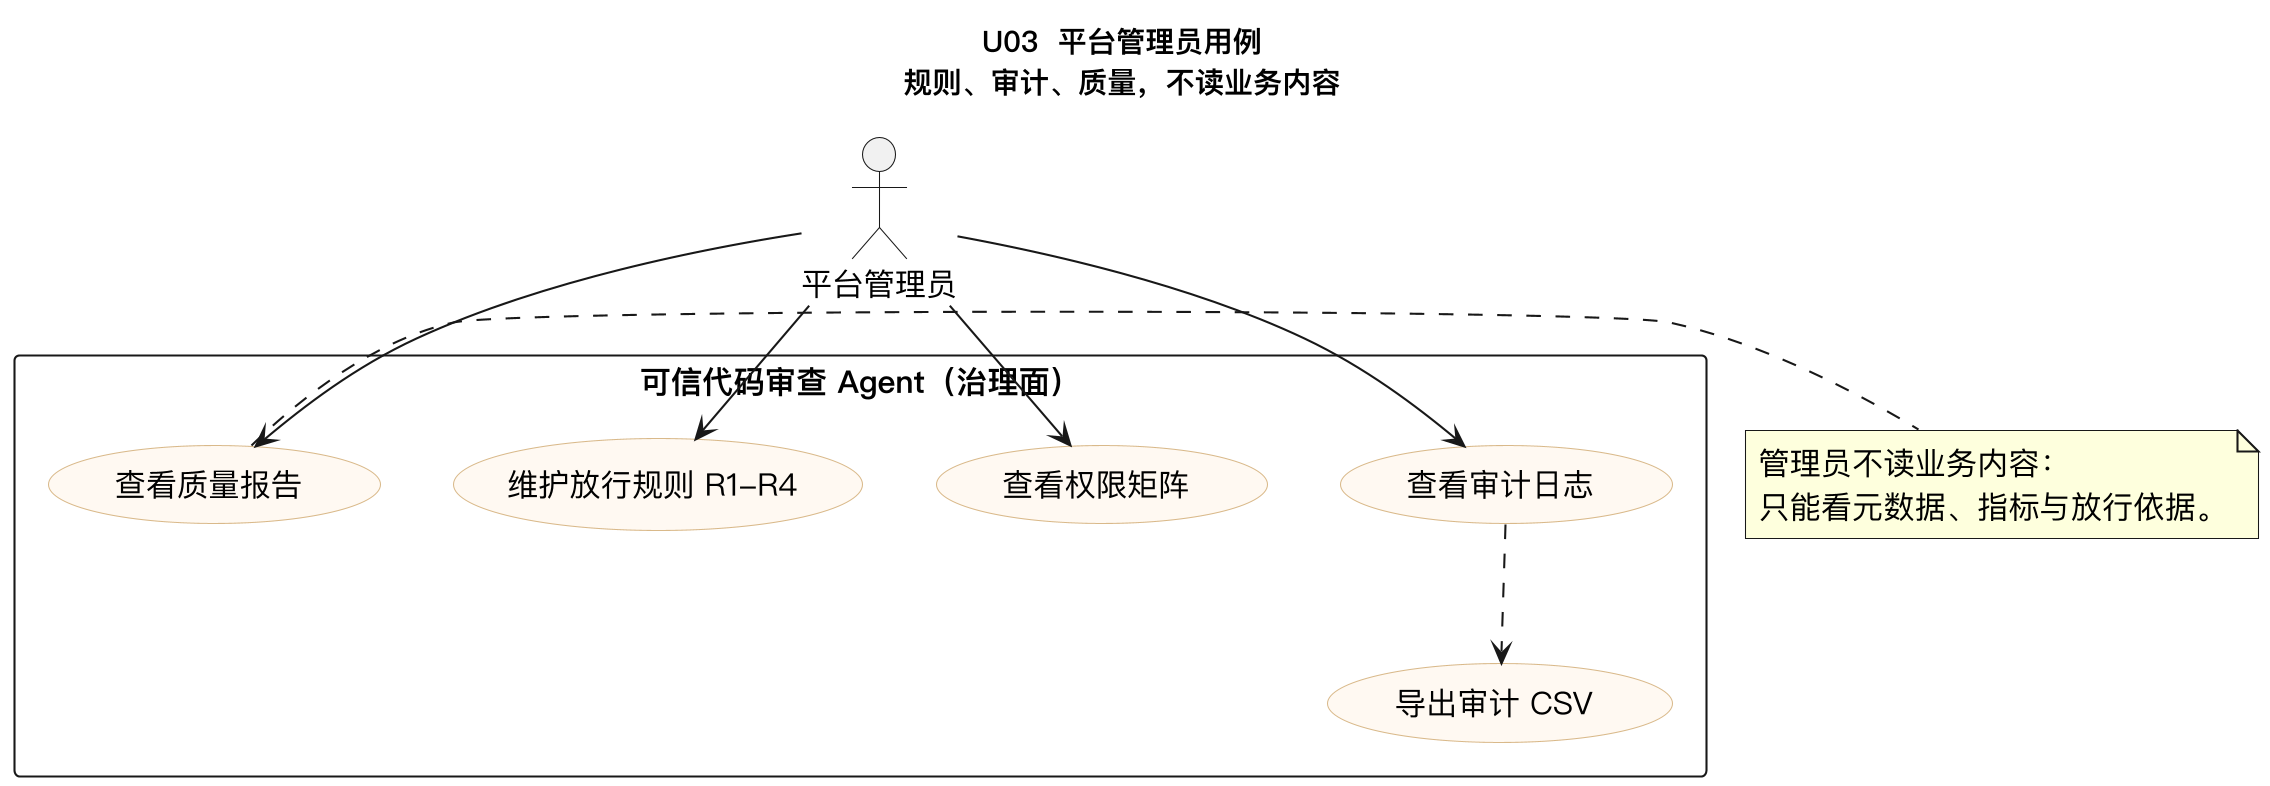 U03 平台管理员用例
规则、审计、质量，不读业务内容
平台管理员
可信代码审查 Agent（治理面）
查看质量报告
维护放行规则 R1–R4
查看权限矩阵
查看审计日志
管理员不读业务内容：
只能看元数据、指标与放行依据。
导出审计 CSV